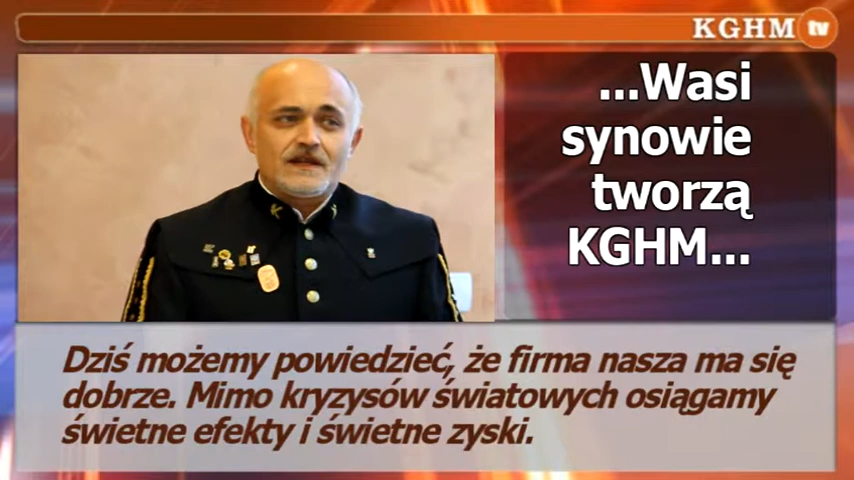 KGHM tv
...Wasi
synowie
tworzą
KGHM...
Dziś możemy powiedzieć, że firma nasza ma się
dobrze. Mimo kryzysów światowych osiągamy
świetne efekty i świetne zyski.